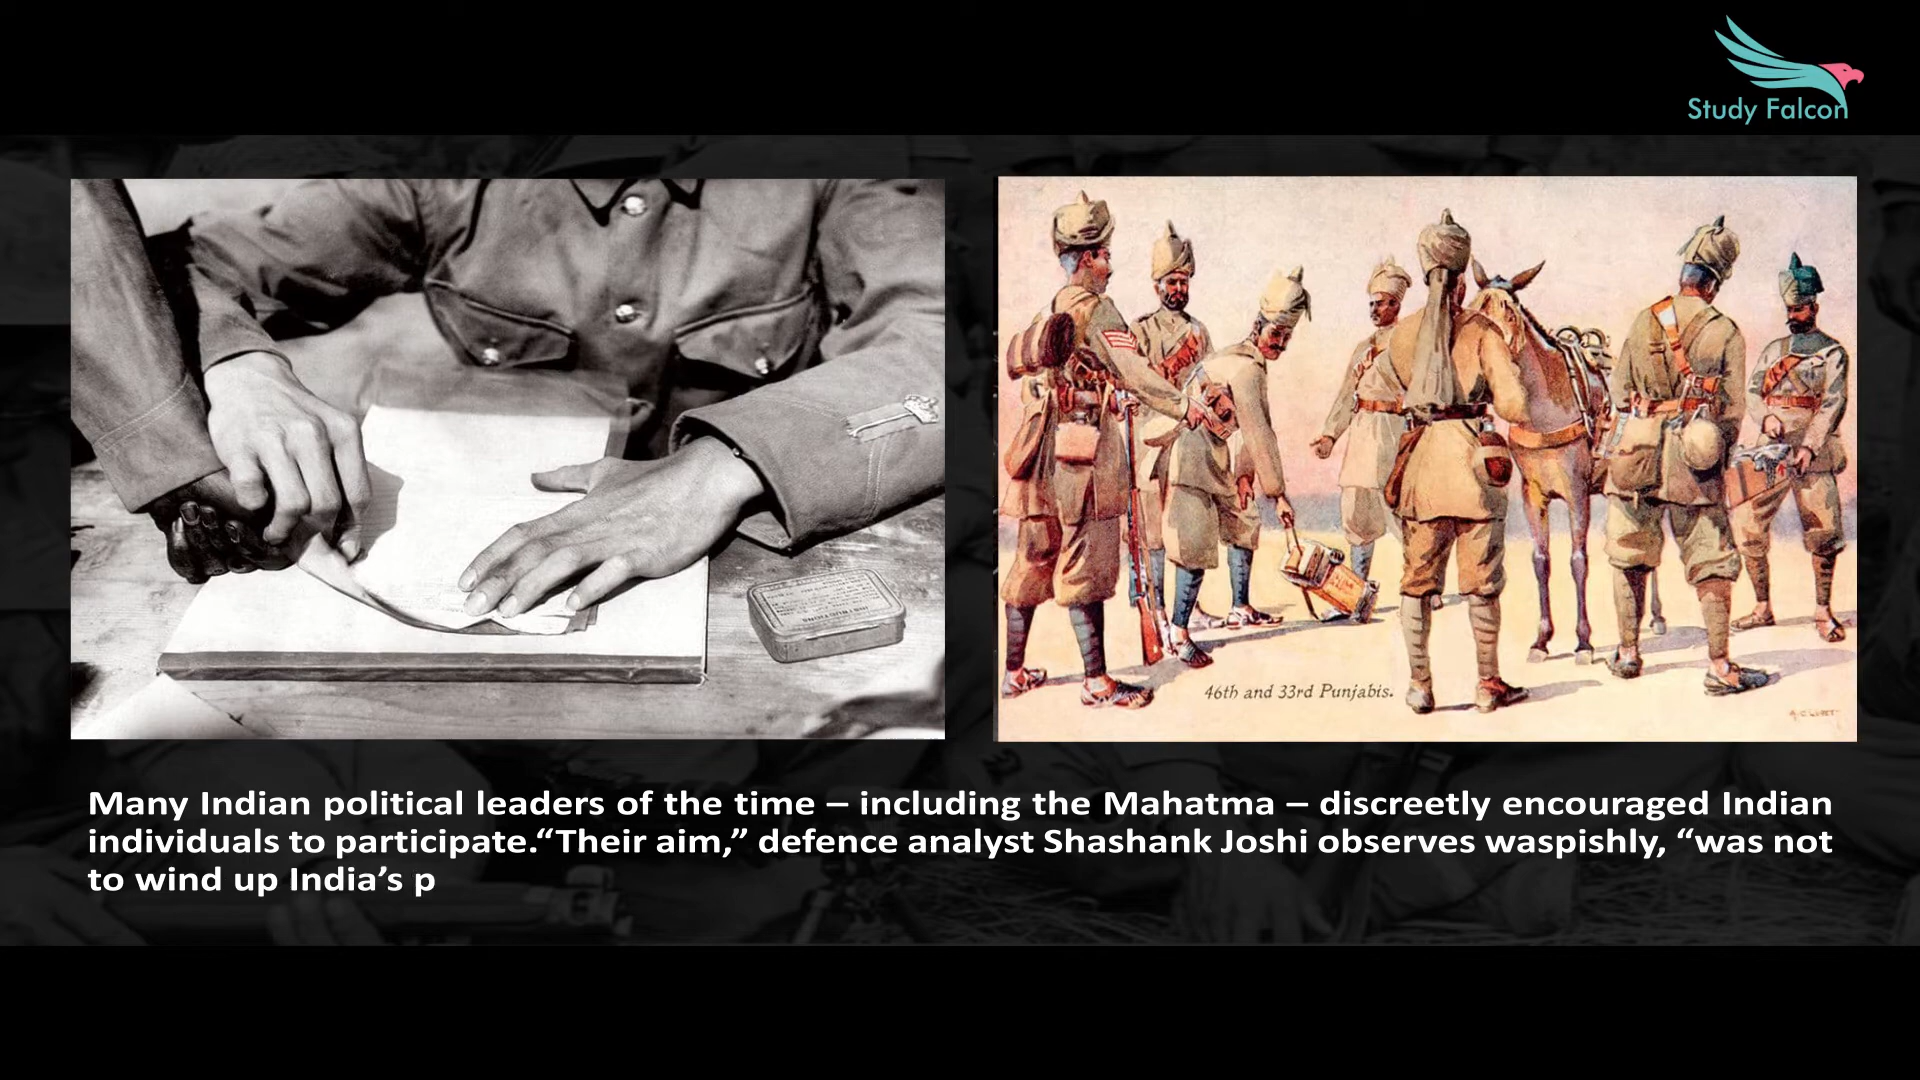 Study Falcon
46th and 33rd Punjabis.
Many Indian political leaders of the time – including the Mahatma – discreetly encouraged Indian
individuals to participate.“Their aim,” defence analyst Shashank Joshi observes waspishly, “was not
to wind up India’s p